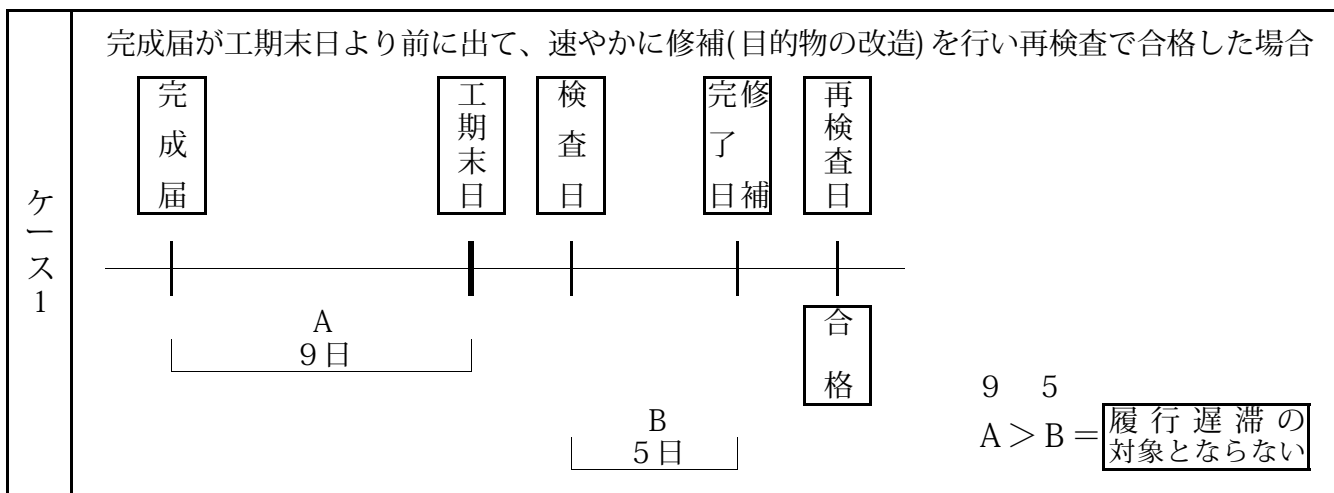 ケース1
完成届が工期末日より前に出て、速やかに修補(目的物の改造)を行い再検査で合格した場合
完成届
工期末日
検査日
修補
完了日
再検査日
合格
A
9日
B
5日
9 5
A>B=
履行遅滞の
対象とならない